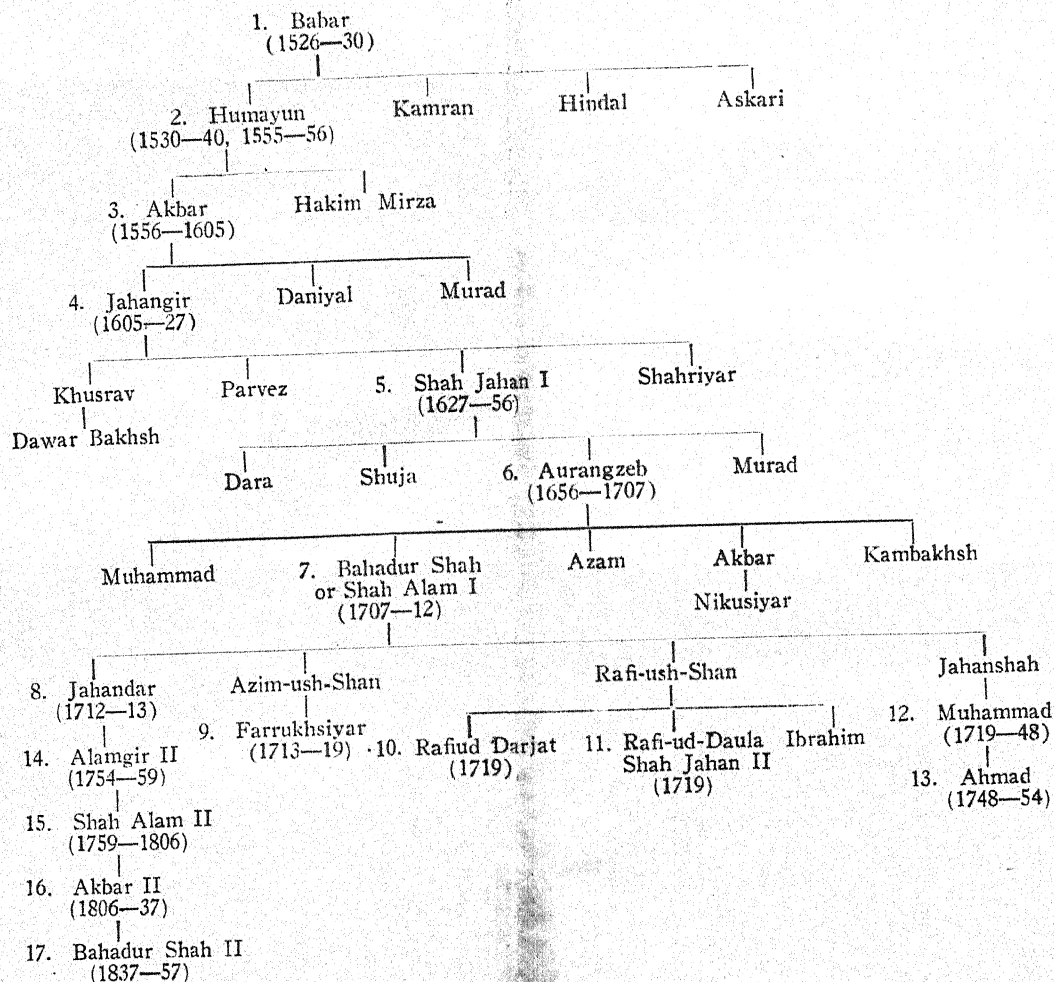 1. Babar
(1526—30)
2. Humayun Kamran Hindal Askari
(1530—40, 1555—56)
3. Akbar Hakim Mirza
(1556—1605)
4. Jahangir Daniyal Murad
(1605—27)
Khusrav Parvez 5. Shah Jahan I Shahriyar
(1627—56)
Dawar Bakhsh
Dara Shuja 6. Aurangzeb Murad
(1656—1707)
Muhammad 7. Bahadur Shah Azam Akbar Kambakhsh
or Shah Alam I Nikusiyar
(1707—12)
8. Jahandar Azim-ush-Shan Rafi-ush-Shan Jahanshah
(1712—13)
9. Farrukhsiyar 12. Muhammad
(1713—19) (1719—48)
14. Alamgir II 10. Rafiud Darjat 11. Rafi-ud-Daula Ibrahim
(1754—59) (1719) Shah Jahan II
(1719)
13. Ahmad
(1748—54)
15. Shah Alam II
(1759—1806)
16. Akbar II
(1806—37)
17. Bahadur Shah II
(1837—57)